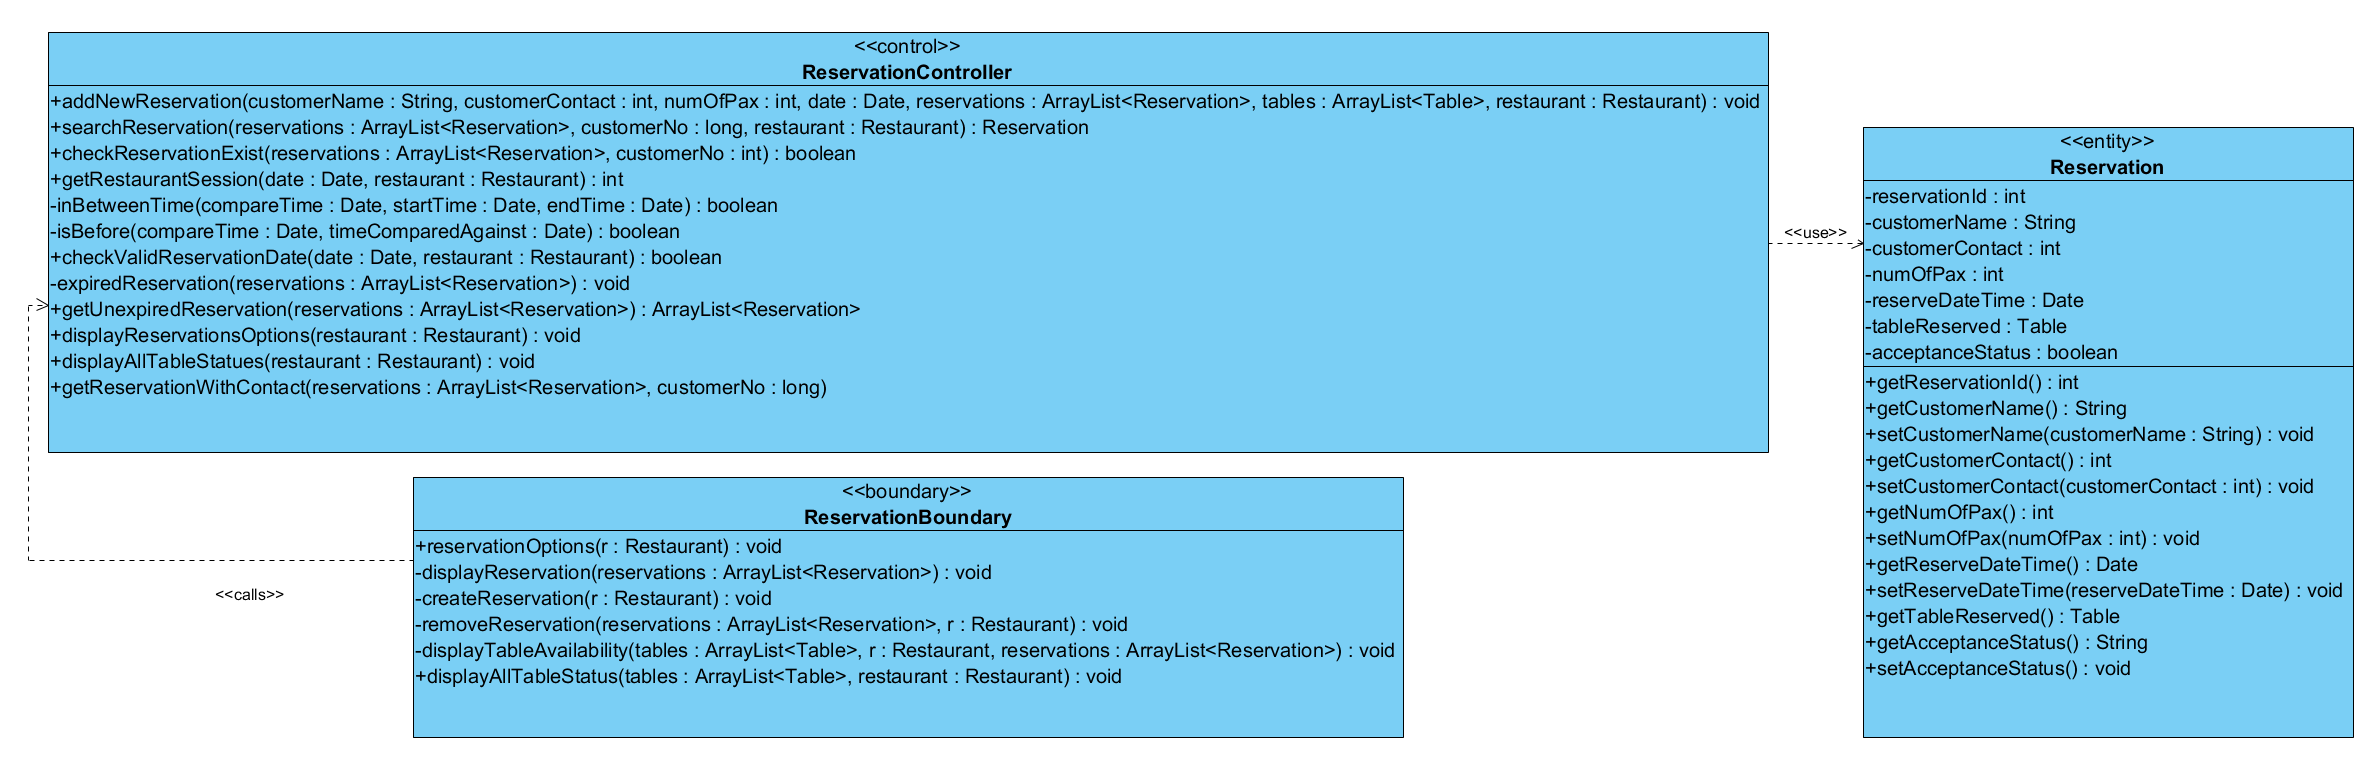 <<control>>
ReservationController
+addNewReservation(customerName : String, customerContact : int, numOfPax : int, date : Date, reservations : ArrayList<Reservation>, tables : ArrayList<Table>, restaurant : Restaurant) : void
+searchReservation(reservations : ArrayList<Reservation>, customerNo : long, restaurant : Restaurant) : Reservation
+checkReservationExist(reservations : ArrayList<Reservation>, customerNo : int) : boolean
+getRestaurantSession(date : Date, restaurant : Restaurant) : int
-inBetweenTime(compareTime : Date, startTime : Date, endTime : Date) : boolean
-isBefore(compareTime : Date, timeComparedAgainst : Date) : boolean
+checkValidReservationDate(date : Date, restaurant : Restaurant) : boolean
-expiredReservation(reservations : ArrayList<Reservation>) : void
+getUnexpiredReservation(reservations : ArrayList<Reservation>) : ArrayList<Reservation>
+displayReservationsOptions(restaurant : Restaurant) : void
+displayAllTableStatues(restaurant : Restaurant) : void
+getReservationWithContact(reservations : ArrayList<Reservation>, customerNo : long)
<<use>>
<<entity>>
Reservation
-reservationId : int
-customerName : String
-customerContact : int
-numOfPax : int
-reserveDateTime : Date
-tableReserved : Table
-acceptanceStatus : boolean
+getReservationId() : int
+getCustomerName() : String
+setCustomerName(customerName : String) : void
+getCustomerContact() : int
+setCustomerContact(customerContact : int) : void
+getNumOfPax() : int
+setNumOfPax(numOfPax : int) : void
+getReserveDateTime() : Date
+setReserveDateTime(reserveDateTime : Date) : void
+getTableReserved() : Table
+getAcceptanceStatus() : String
+setAcceptanceStatus() : void
<<boundary>>
ReservationBoundary
+reservationOptions(r : Restaurant) : void
-displayReservation(reservations : ArrayList<Reservation>) : void
-createReservation(r : Restaurant) : void
-removeReservation(reservations : ArrayList<Reservation>, r : Restaurant) : void
-displayTableAvailability(tables : ArrayList<Table>, r : Restaurant, reservations : ArrayList<Reservation>) : void
+displayAllTableStatus(tables : ArrayList<Table>, restaurant : Restaurant) : void
<<calls>>